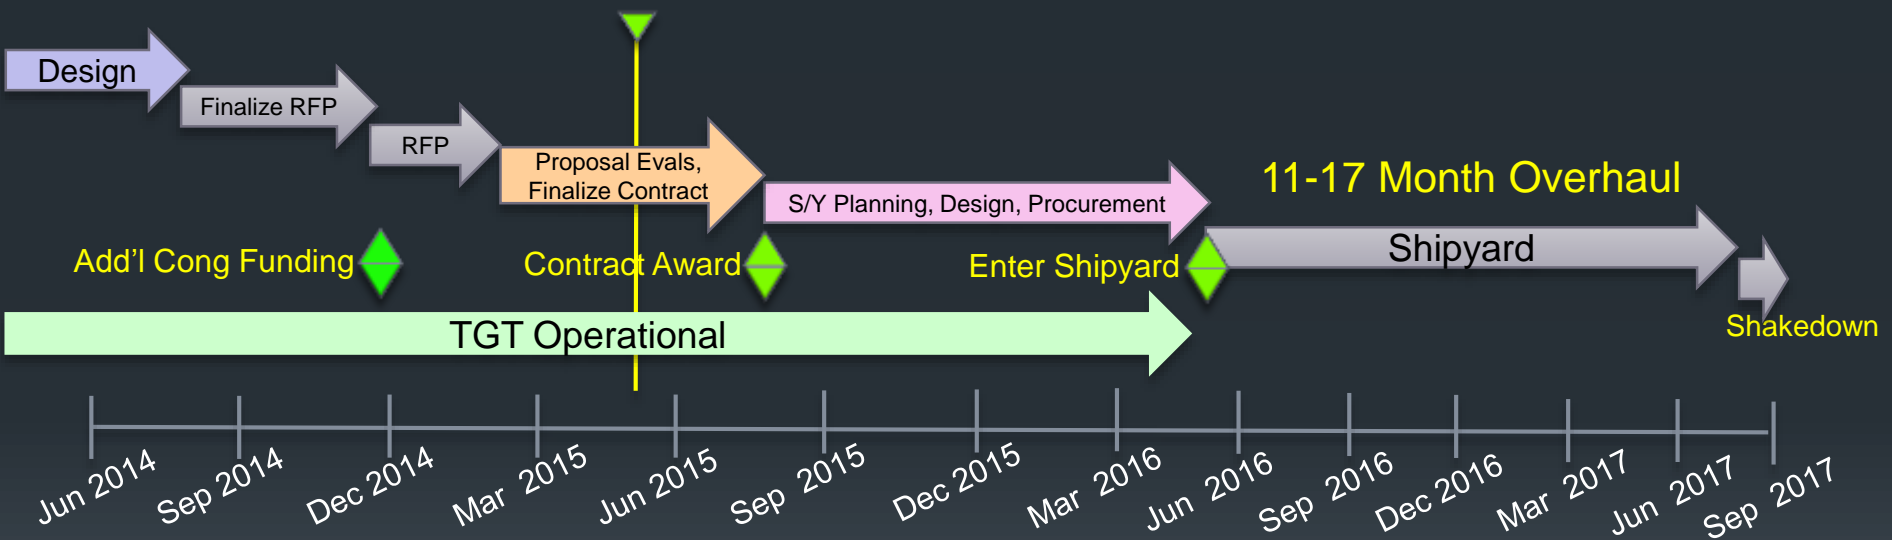 Design
Finalize RFP
RFP
Proposal Evals,
Finalize Contract
S/Y Planning, Design, Procurement
11-17 Month Overhaul
Shipyard
Add'l Cong Funding
Contract Award
Enter Shipyard
Shakedown
TGT Operational
Jun 2014
Sep 2014
Dec 2014
Mar 2015
Jun 2015
Sep 2015
Dec 2015
Mar 2016
Jun 2016
Sep 2016
Dec 2016
Mar 2017
Jun 2017
Sep 2017